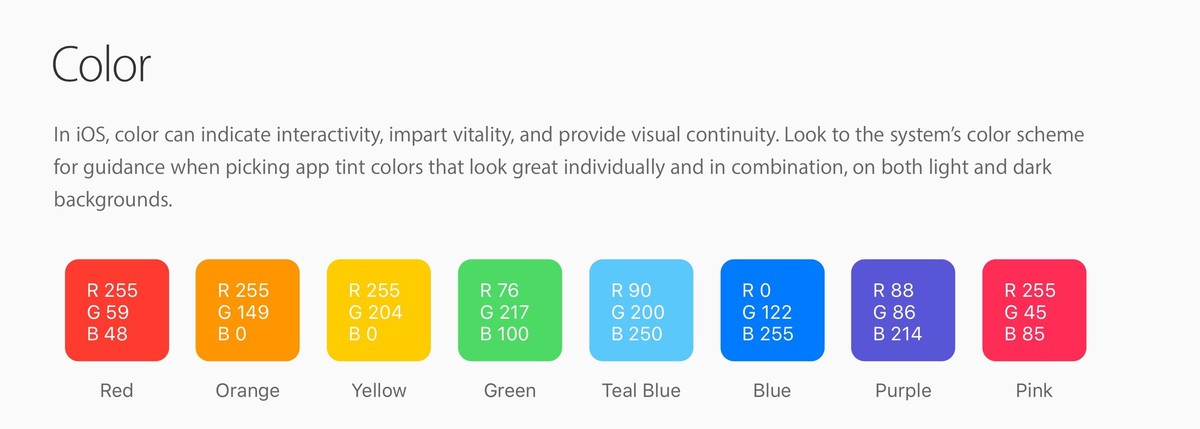 Color
In iOS, color can indicate interactivity, impart vitality, and provide visual continuity. Look to the system's color scheme
for guidance when picking app tint colors that look great individually and in combination, on both light and dark
backgrounds.
R 255
G 59
B 48
Red
R 255
G 149
B 0
Orange
R 255
G 204
B 0
Yellow
R 76
G 217
B 100
Green
R 90
G 200
B 250
Teal Blue
R 0
G 122
B 255
Blue
R 88
G 86
B 214
Purple
R 255
G 45
B 85
Pink